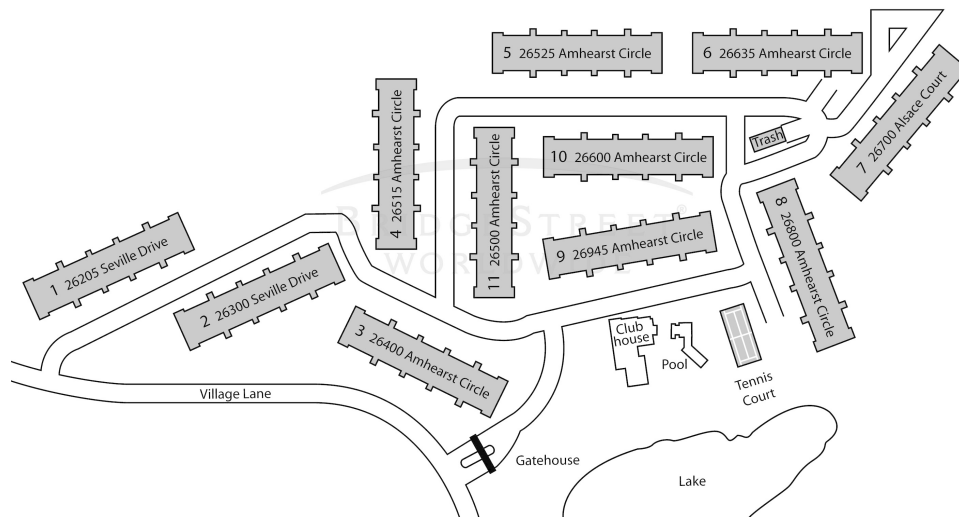 5 26525 Amhearst Circle
6 26635 Amhearst Circle
4 26515 Amhearst Circle
7 26700 Alsace Court
Trash
10 26600 Amhearst Circle
11 26500 Amhearst Circle
8 26800 Amhearst Circle
BRIDGESTREET®
WORLDWIDE
9 26945 Amhearst Circle
1 26205 Seville Drive
2 26300 Seville Drive
3 26400 Amhearst Circle
Club
house
Pool
Tennis
Court
Village Lane
Gatehouse
Lake